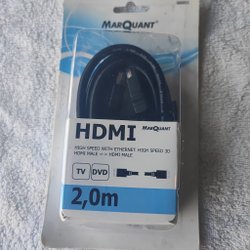 MARQUANT
HDMI
MARQUANT
HIGH SPEED WITH ETHERNET HIGH SPEED 3D
HDMI MALE <-> HDMI MALE
TV
DVD
2,0m